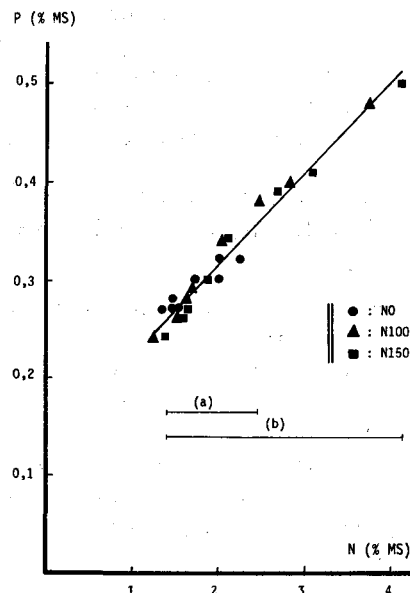 P (% MS)
0,5
0,4
0,3
● : N0
▲ : N100
■ : N150
0,2
(a)
(b)
0,1
N (% MS)
1 2 3 4